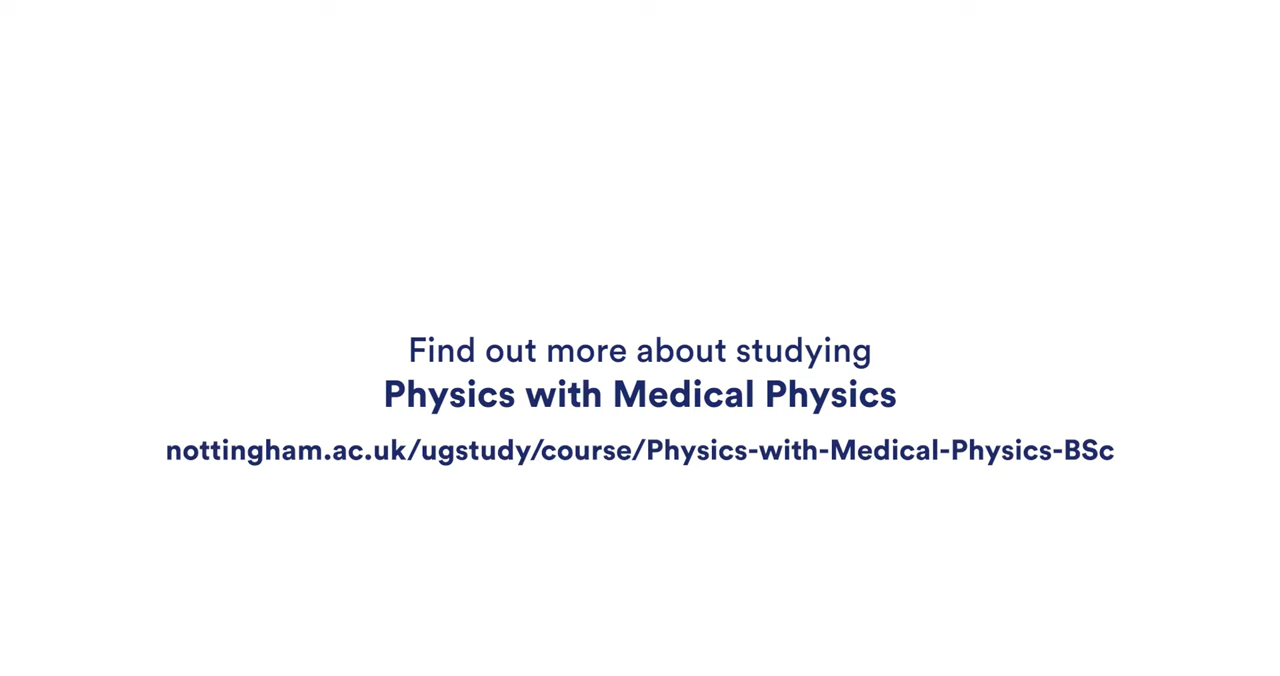 Find out more about studying
Physics with Medical Physics
nottingham.ac.uk/ugstudy/course/Physics-with-Medical-Physics-BSc